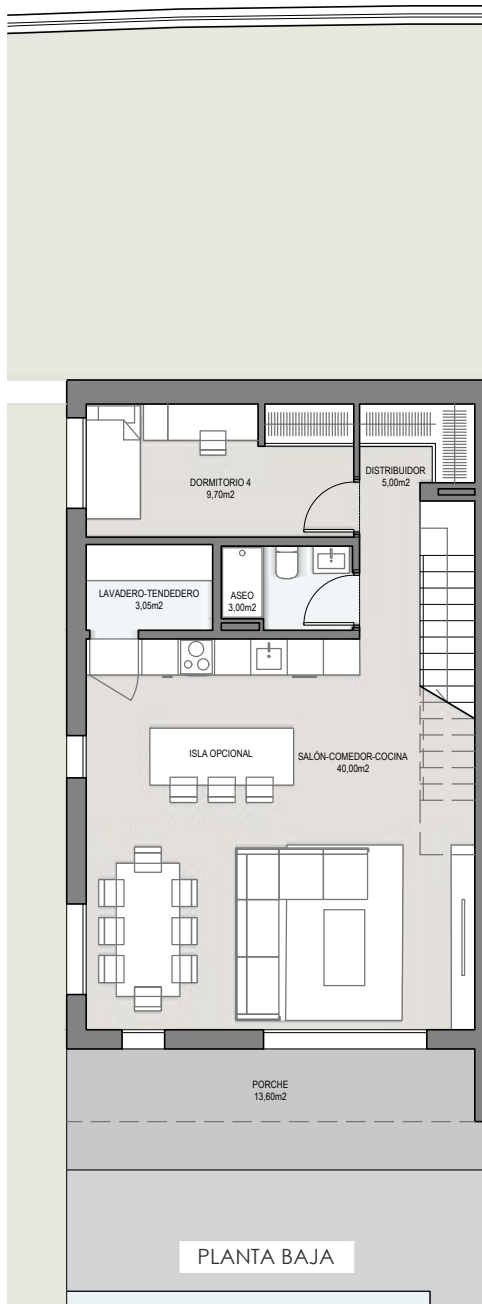 DORMITORIO 4
9,70m2
DISTRIBUIDOR
5,00m2
LAVADERO-TENDEDERO
3,05m2
ASEO
3,00m2
ISLA OPCIONAL
SALÓN-COMEDOR-COCINA
40,00m2
PORCHE
13,60m2
PLANTA BAJA